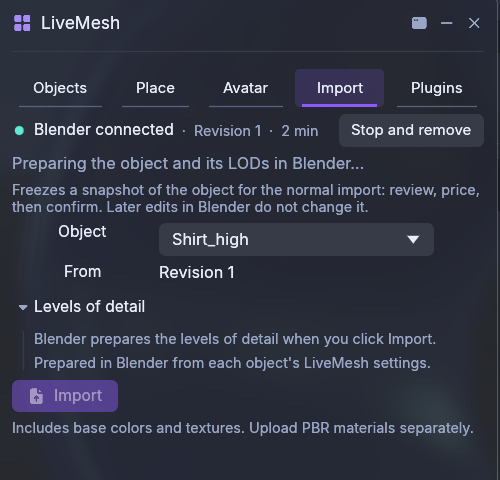 LiveMesh
Objects Place Avatar Import Plugins
Blender connected · Revision 1 · 2 min Stop and remove
Preparing the object and its LODs in Blender...
Freezes a snapshot of the object for the normal import: review, price,
then confirm. Later edits in Blender do not change it.
Object Shirt_high
From Revision 1
Levels of detail
Blender prepares the levels of detail when you click Import.
Prepared in Blender from each object's LiveMesh settings.
Import
Includes base colors and textures. Upload PBR materials separately.